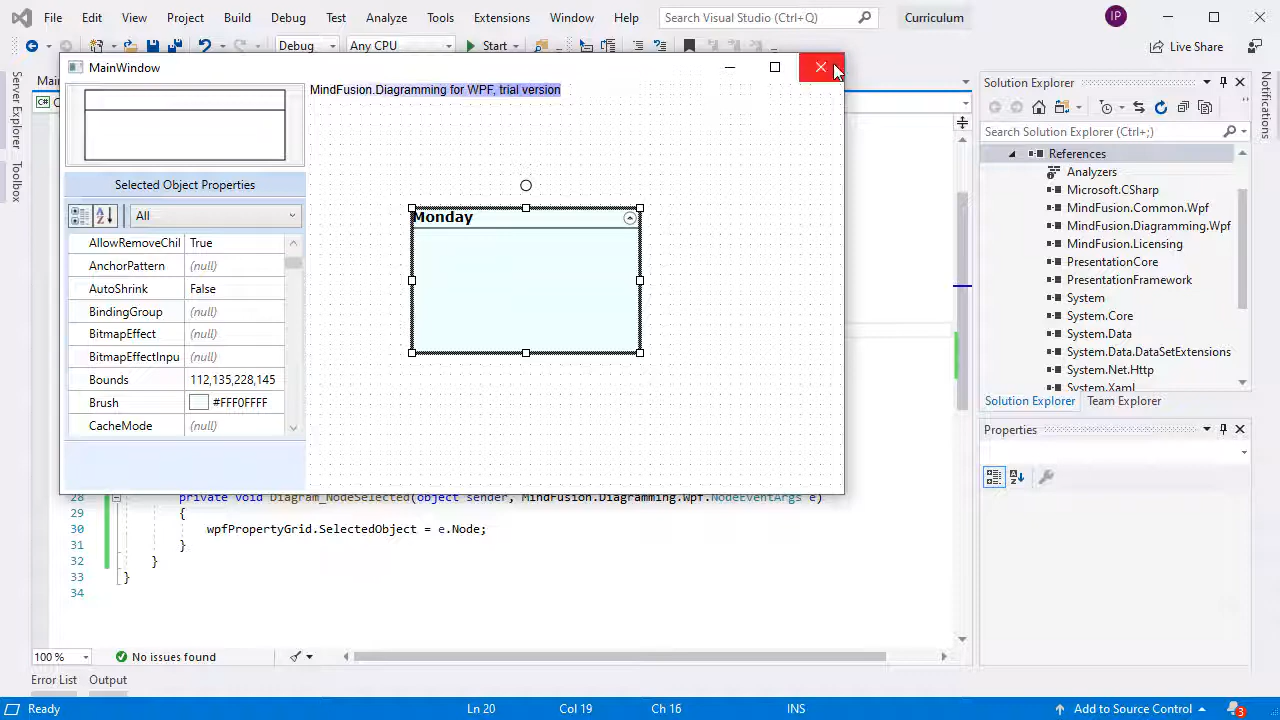 File Edit View Project Build Debug Test Analyze Tools Extensions Window Help Search Visual Studio (Ctrl+Q) Curriculum IP
Debug Any CPU Start Live Share
MainWindow
MindFusion.Diagramming for WPF, trial version
Selected Object Properties
All
AllowRemoveChil True
AnchorPattern (null)
AutoShrink False
BindingGroup (null)
BitmapEffect (null)
BitmapEffectInpu (null)
Bounds 112,135,228,145
Brush #FFF0FFFF
CacheMode (null)
Monday
Server Explorer
Toolbox
Mai
C#
28 private void Diagram_NodeSelected(object sender, MindFusion.Diagramming.Wpf.NodeEventArgs e)
29 {
30 wpfPropertyGrid.SelectedObject = e.Node;
31 }
32 }
33 }
34
100 % No issues found
Error List Output
Solution Explorer
Search Solution Explorer (Ctrl+;)
References
Analyzers
Microsoft.CSharp
MindFusion.Common.Wpf
MindFusion.Diagramming.Wpf
MindFusion.Licensing
PresentationCore
PresentationFramework
System
System.Core
System.Data
System.Data.DataSetExtensions
System.Net.Http
System.Xaml
Solution Explorer Team Explorer
Properties
Notifications
Ready Ln 20 Col 19 Ch 16 INS Add to Source Control 3